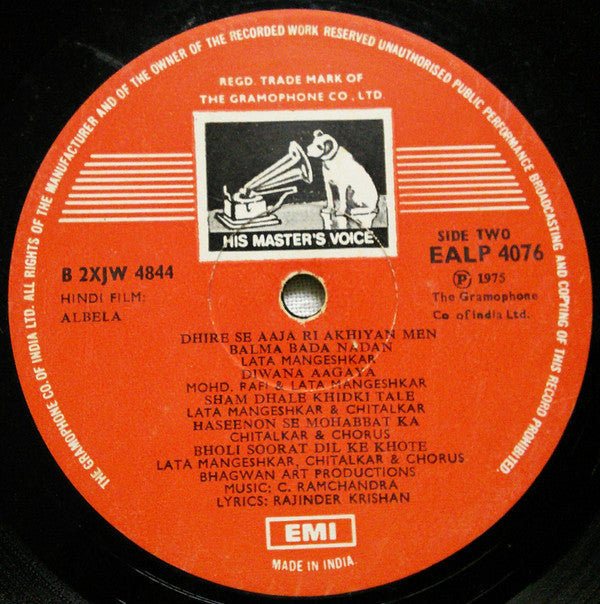 THE GRAMOPHONE CO. OF INDIA LTD. ALL RIGHTS OF THE MANUFACTURER AND OF THE OWNER OF THE RECORDED WORK RESERVED UNAUTHORISED PUBLIC PERFORMANCE BROADCASTING AND COPYING OF THIS RECORD PROHIBITED
REGD. TRADE MARK OF
THE GRAMOPHONE CO., LTD.
HIS MASTER'S VOICE
B 2XJW 4844
HINDI FILM:
ALBELA
SIDE TWO
EALP 4076
Ⓟ 1975
The Gramophone
Co of India Ltd.
DHIRE SE AAJA RI AKHIYAN MEN
BALMA BADA NADAN
LATA MANGESHKAR
DIWANA AAGAYA
MOHD. RAFI & LATA MANGESHKAR
SHAM DHALE KHIDKI TALE
LATA MANGESHKAR & CHITALKAR
HASEENON SE MOHABBAT KA
CHITALKAR & CHORUS
BHOLI SOORAT DIL KE KHOTE
LATA MANGESHKAR, CHITALKAR & CHORUS
BHAGWAN ART PRODUCTIONS
MUSIC; C. RAMCHANDRA
LYRICS: RAJINDER KRISHAN
EMI
MADE IN INDIA.